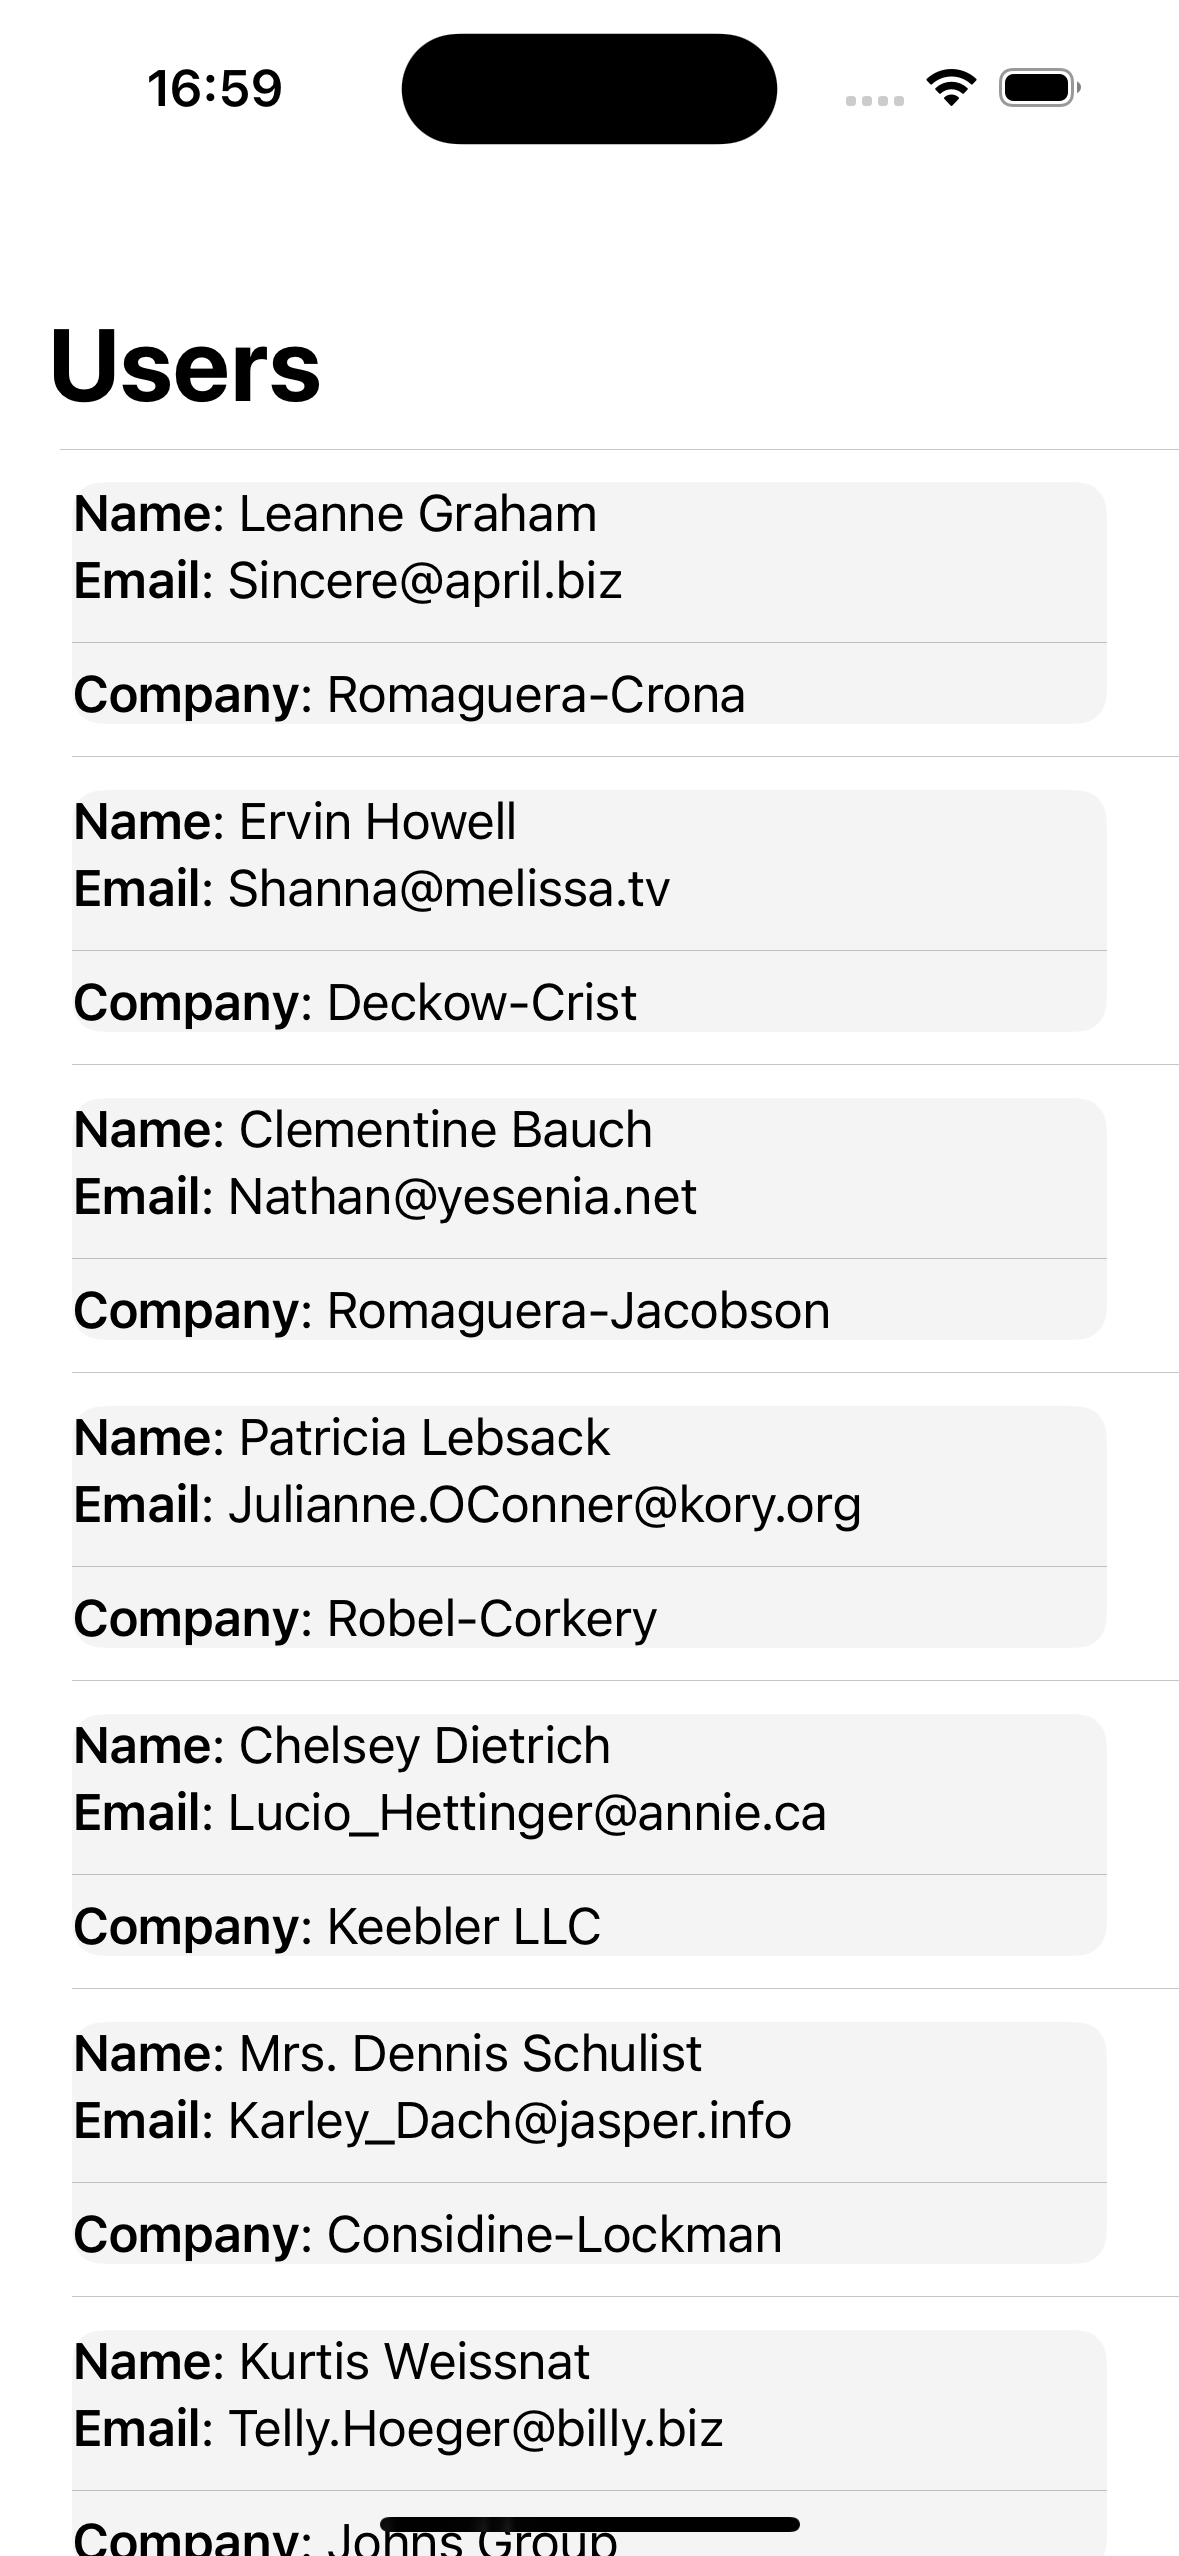 16:59
Users
Name: Leanne Graham
Email: Sincere@april.biz
Company: Romaguera-Crona
Name: Ervin Howell
Email: Shanna@melissa.tv
Company: Deckow-Crist
Name: Clementine Bauch
Email: Nathan@yesenia.net
Company: Romaguera-Jacobson
Name: Patricia Lebsack
Email: Julianne.OConner@kory.org
Company: Robel-Corkery
Name: Chelsey Dietrich
Email: Lucio_Hettinger@annie.ca
Company: Keebler LLC
Name: Mrs. Dennis Schulist
Email: Karley_Dach@jasper.info
Company: Considine-Lockman
Name: Kurtis Weissnat
Email: Telly.Hoeger@billy.biz
Company: Johns Group